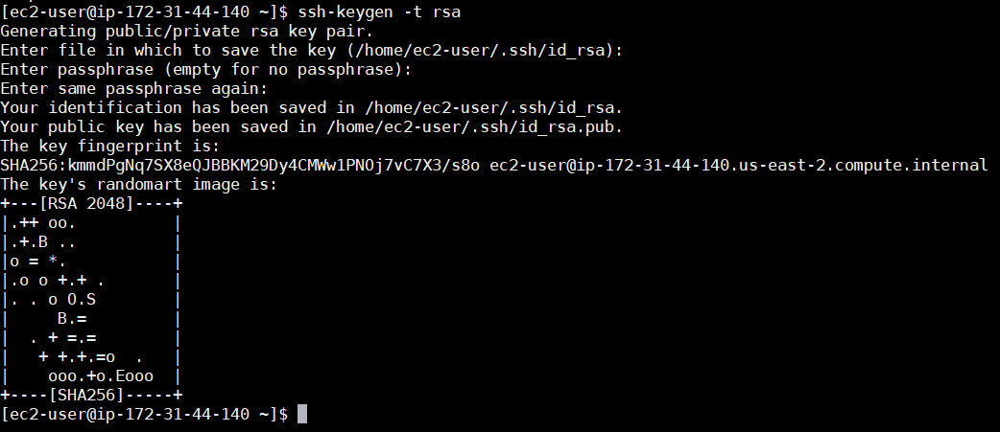 [ec2-user@ip-172-31-44-140 ~]$ ssh-keygen -t rsa
Generating public/private rsa key pair.
Enter file in which to save the key (/home/ec2-user/.ssh/id_rsa):
Enter passphrase (empty for no passphrase):
Enter same passphrase again:
Your identification has been saved in /home/ec2-user/.ssh/id_rsa.
Your public key has been saved in /home/ec2-user/.ssh/id_rsa.pub.
The key fingerprint is:
SHA256:kmmdPgNq7SX8eQJBBKM29Dy4CMWw1PNOj7vC7X3/s8o ec2-user@ip-172-31-44-140.us-east-2.compute.internal
The key's randomart image is:
+---[RSA 2048]----+
|.++ oo.          |
|.+.B ..          |
|o = *.           |
|.o o +.+ .       |
|. . o O.S        |
|     B.=         |
|  . + =.=        |
|   + +.+.=o  .   |
|    ooo.+o.Eooo  |
+----[SHA256]-----+
[ec2-user@ip-172-31-44-140 ~]$